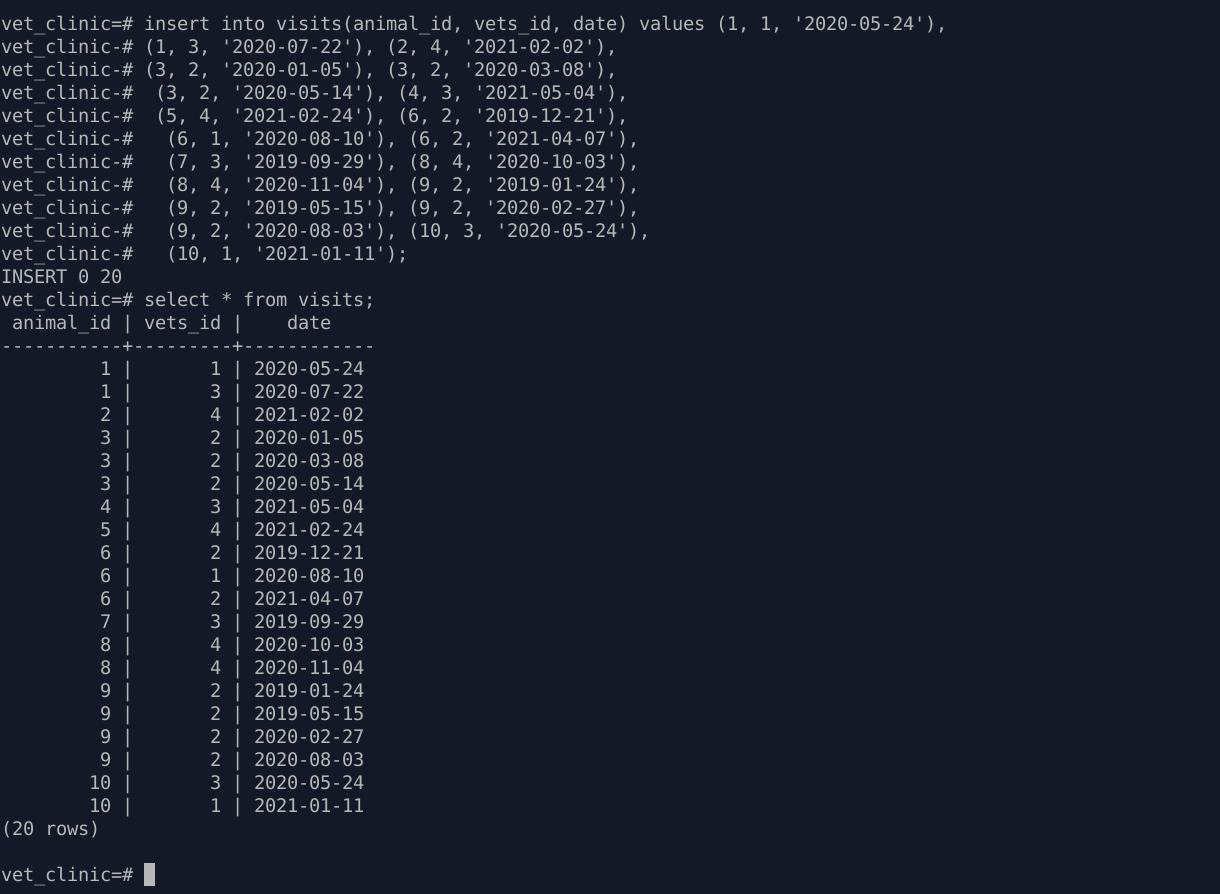 vet_clinic=# insert into visits(animal_id, vets_id, date) values (1, 1, '2020-05-24'),
vet_clinic-# (1, 3, '2020-07-22'), (2, 4, '2021-02-02'),
vet_clinic-# (3, 2, '2020-01-05'), (3, 2, '2020-03-08'),
vet_clinic-#  (3, 2, '2020-05-14'), (4, 3, '2021-05-04'),
vet_clinic-#  (5, 4, '2021-02-24'), (6, 2, '2019-12-21'),
vet_clinic-#   (6, 1, '2020-08-10'), (6, 2, '2021-04-07'),
vet_clinic-#   (7, 3, '2019-09-29'), (8, 4, '2020-10-03'),
vet_clinic-#   (8, 4, '2020-11-04'), (9, 2, '2019-01-24'),
vet_clinic-#   (9, 2, '2019-05-15'), (9, 2, '2020-02-27'),
vet_clinic-#   (9, 2, '2020-08-03'), (10, 3, '2020-05-24'),
vet_clinic-#   (10, 1, '2021-01-11');
INSERT 0 20
vet_clinic=# select * from visits;
 animal_id | vets_id |    date
-----------+---------+------------
         1 |       1 | 2020-05-24
         1 |       3 | 2020-07-22
         2 |       4 | 2021-02-02
         3 |       2 | 2020-01-05
         3 |       2 | 2020-03-08
         3 |       2 | 2020-05-14
         4 |       3 | 2021-05-04
         5 |       4 | 2021-02-24
         6 |       2 | 2019-12-21
         6 |       1 | 2020-08-10
         6 |       2 | 2021-04-07
         7 |       3 | 2019-09-29
         8 |       4 | 2020-10-03
         8 |       4 | 2020-11-04
         9 |       2 | 2019-01-24
         9 |       2 | 2019-05-15
         9 |       2 | 2020-02-27
         9 |       2 | 2020-08-03
        10 |       3 | 2020-05-24
        10 |       1 | 2021-01-11
(20 rows)
vet_clinic=#